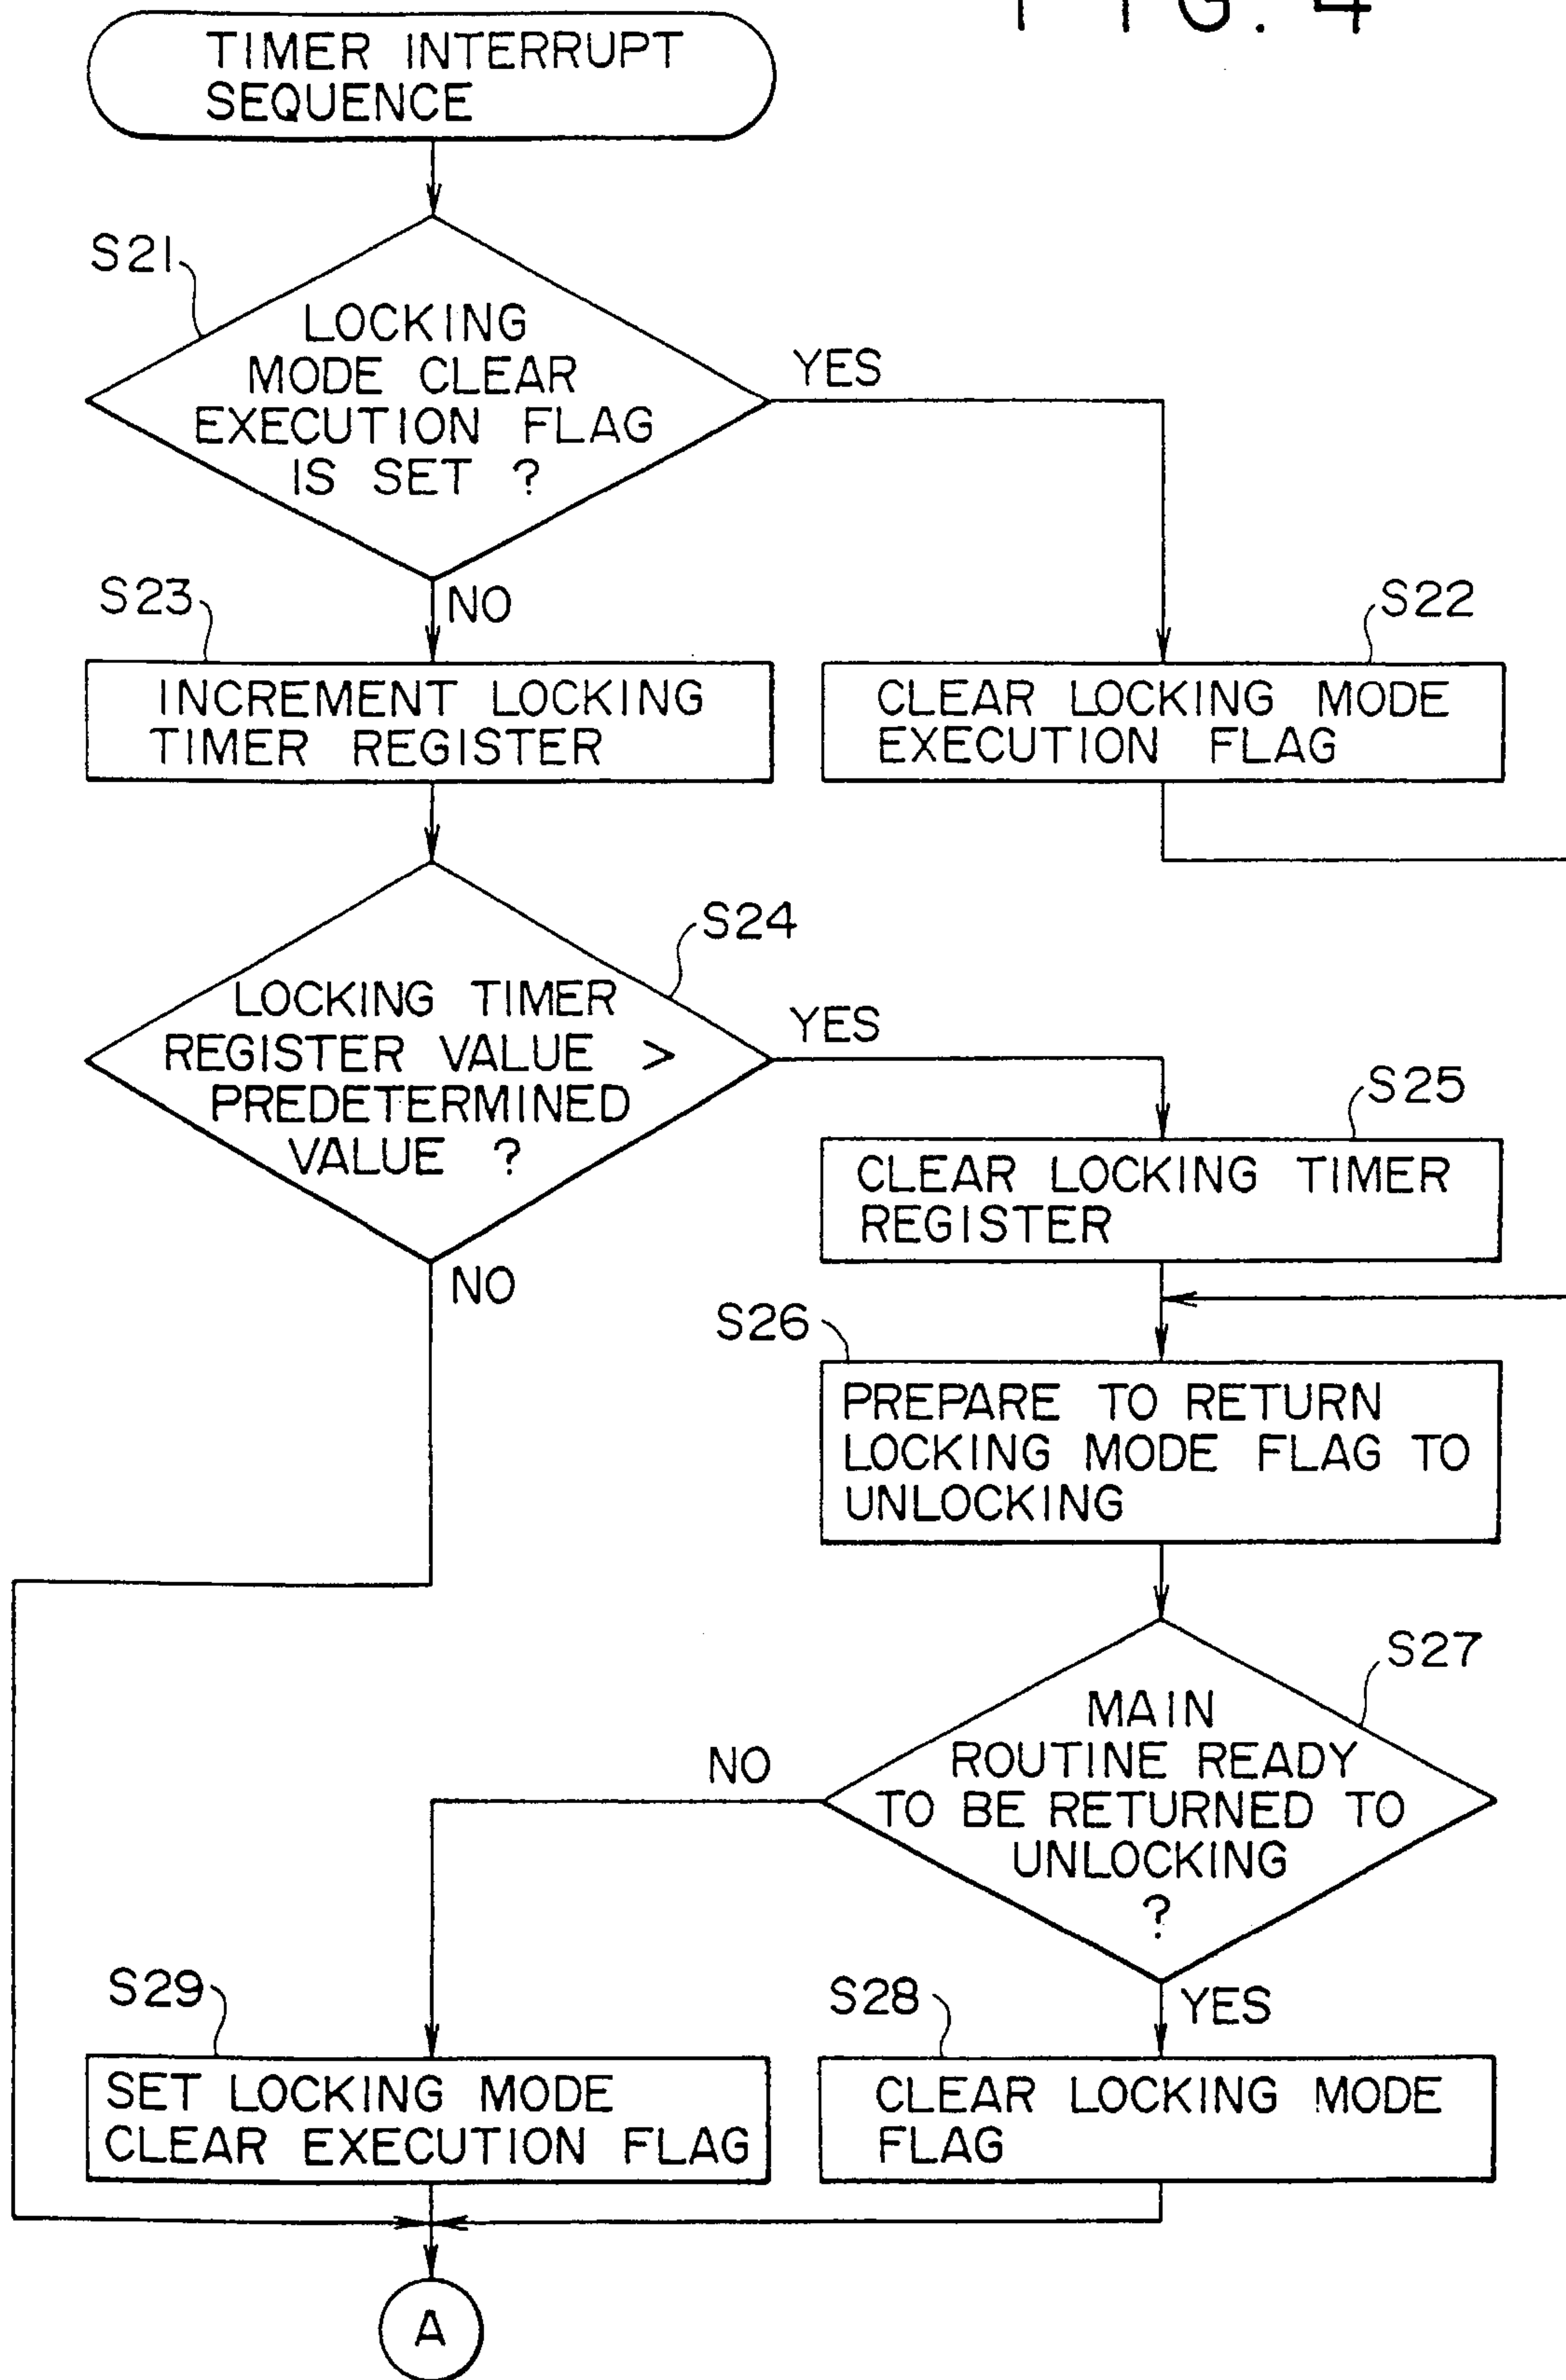 FIG. 4
TIMER INTERRUPT
SEQUENCE
S21
LOCKING
MODE CLEAR
EXECUTION FLAG
IS SET ?
YES
NO
S23
INCREMENT LOCKING
TIMER REGISTER
S22
CLEAR LOCKING MODE
EXECUTION FLAG
S24
LOCKING TIMER
REGISTER VALUE >
PREDETERMINED
VALUE ?
YES
NO
S25
CLEAR LOCKING TIMER
REGISTER
S26
PREPARE TO RETURN
LOCKING MODE FLAG TO
UNLOCKING
S27
MAIN
ROUTINE READY
TO BE RETURNED TO
UNLOCKING
?
NO
YES
S29
SET LOCKING MODE
CLEAR EXECUTION FLAG
S28
CLEAR LOCKING MODE
FLAG
A